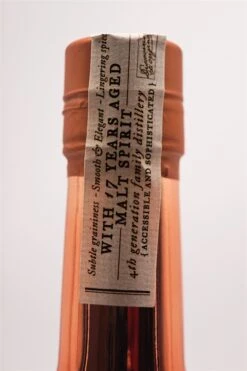 Subtle graininess - Smooth & Elegant - Lingering spice
WITH 17 YEARS AGED
MALT SPIRIT
4th generation family distillery
{ ACCESSIBLE AND SOPHISTICATED }